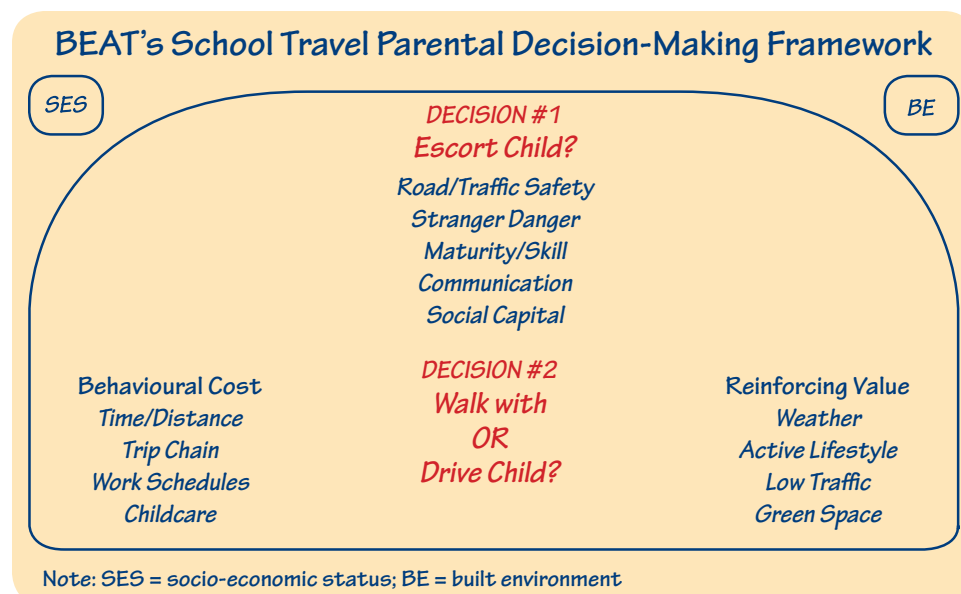 BEAT's School Travel Parental Decision-Making Framework
SES
BE
DECISION #1
Escort Child?
Road/Traffic Safety
Stranger Danger
Maturity/Skill
Communication
Social Capital
Behavioural Cost
Time/Distance
Trip Chain
Work Schedules
Childcare
DECISION #2
Walk with
OR
Drive Child?
Reinforcing Value
Weather
Active Lifestyle
Low Traffic
Green Space
Note: SES = socio-economic status; BE = built environment